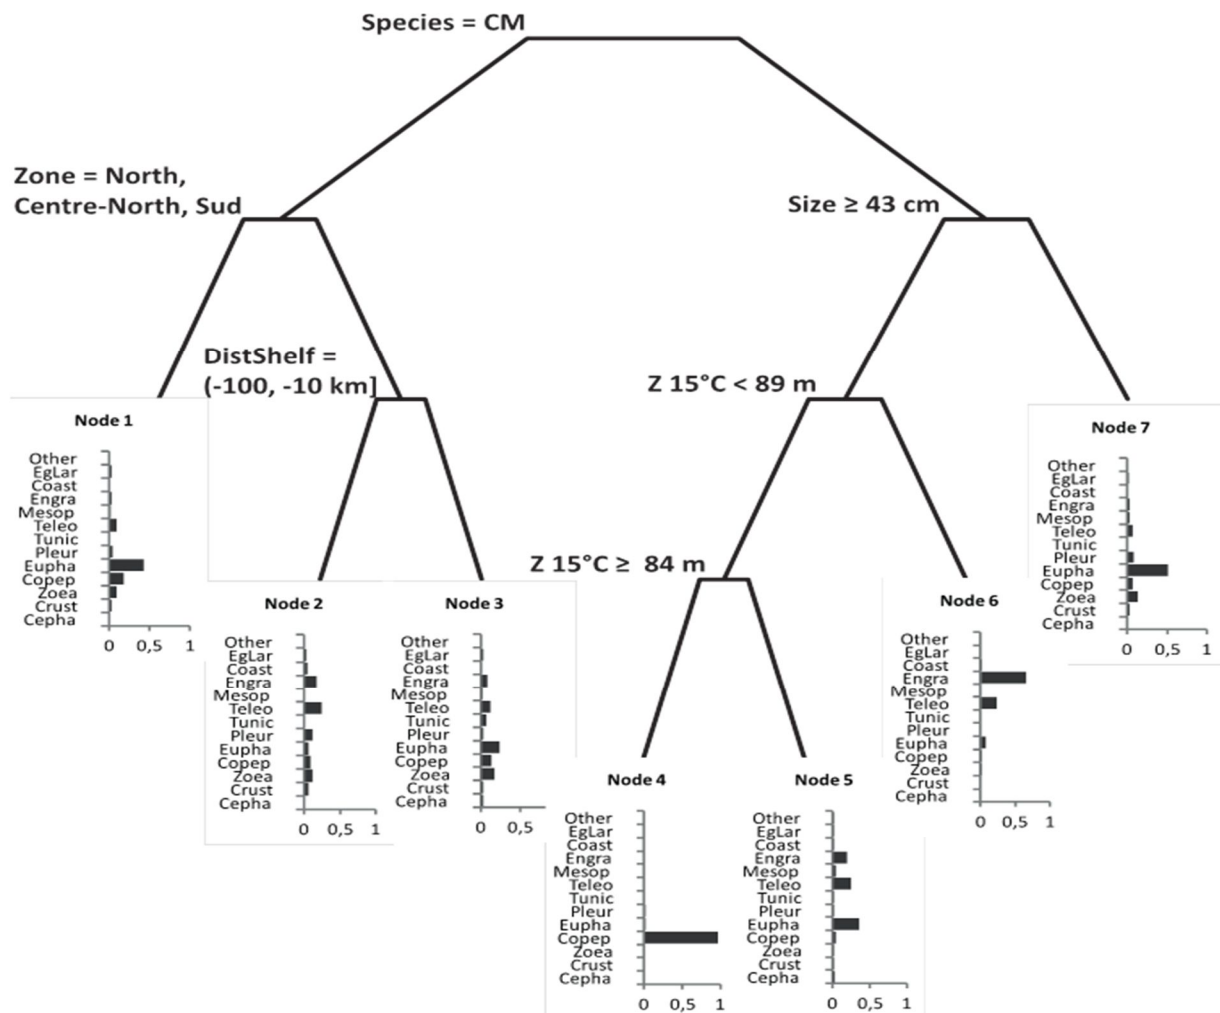 Species = CM
Zone = North,
Centre-North, Sud
Size ≥ 43 cm
DistShelf =
(-100, -10 km]
Z 15°C < 89 m
Z 15°C ≥ 84 m
Node 1
Other
EgLar
Coast
Engra
Mesop
Teleo
Tunic
Pleur
Eupha
Copep
Zoea
Crust
Cepha
0 0,5 1
Node 7
Other
EgLar
Coast
Engra
Mesop
Teleo
Tunic
Pleur
Eupha
Copep
Zoea
Crust
Cepha
0 0,5 1
Node 2
Other
EgLar
Coast
Engra
Mesop
Teleo
Tunic
Pleur
Eupha
Copep
Zoea
Crust
Cepha
0 0,5 1
Node 3
Other
EgLar
Coast
Engra
Mesop
Teleo
Tunic
Pleur
Eupha
Copep
Zoea
Crust
Cepha
0 0,5
Node 6
Other
EgLar
Coast
Engra
Mesop
Teleo
Tunic
Pleur
Eupha
Copep
Zoea
Crust
Cepha
0 0,5 1
Node 4
Other
EgLar
Coast
Engra
Mesop
Teleo
Tunic
Pleur
Eupha
Copep
Zoea
Crust
Cepha
0 0,5 1
Node 5
Other
EgLar
Coast
Engra
Mesop
Teleo
Tunic
Pleur
Eupha
Copep
Zoea
Crust
Cepha
0 0,5 1